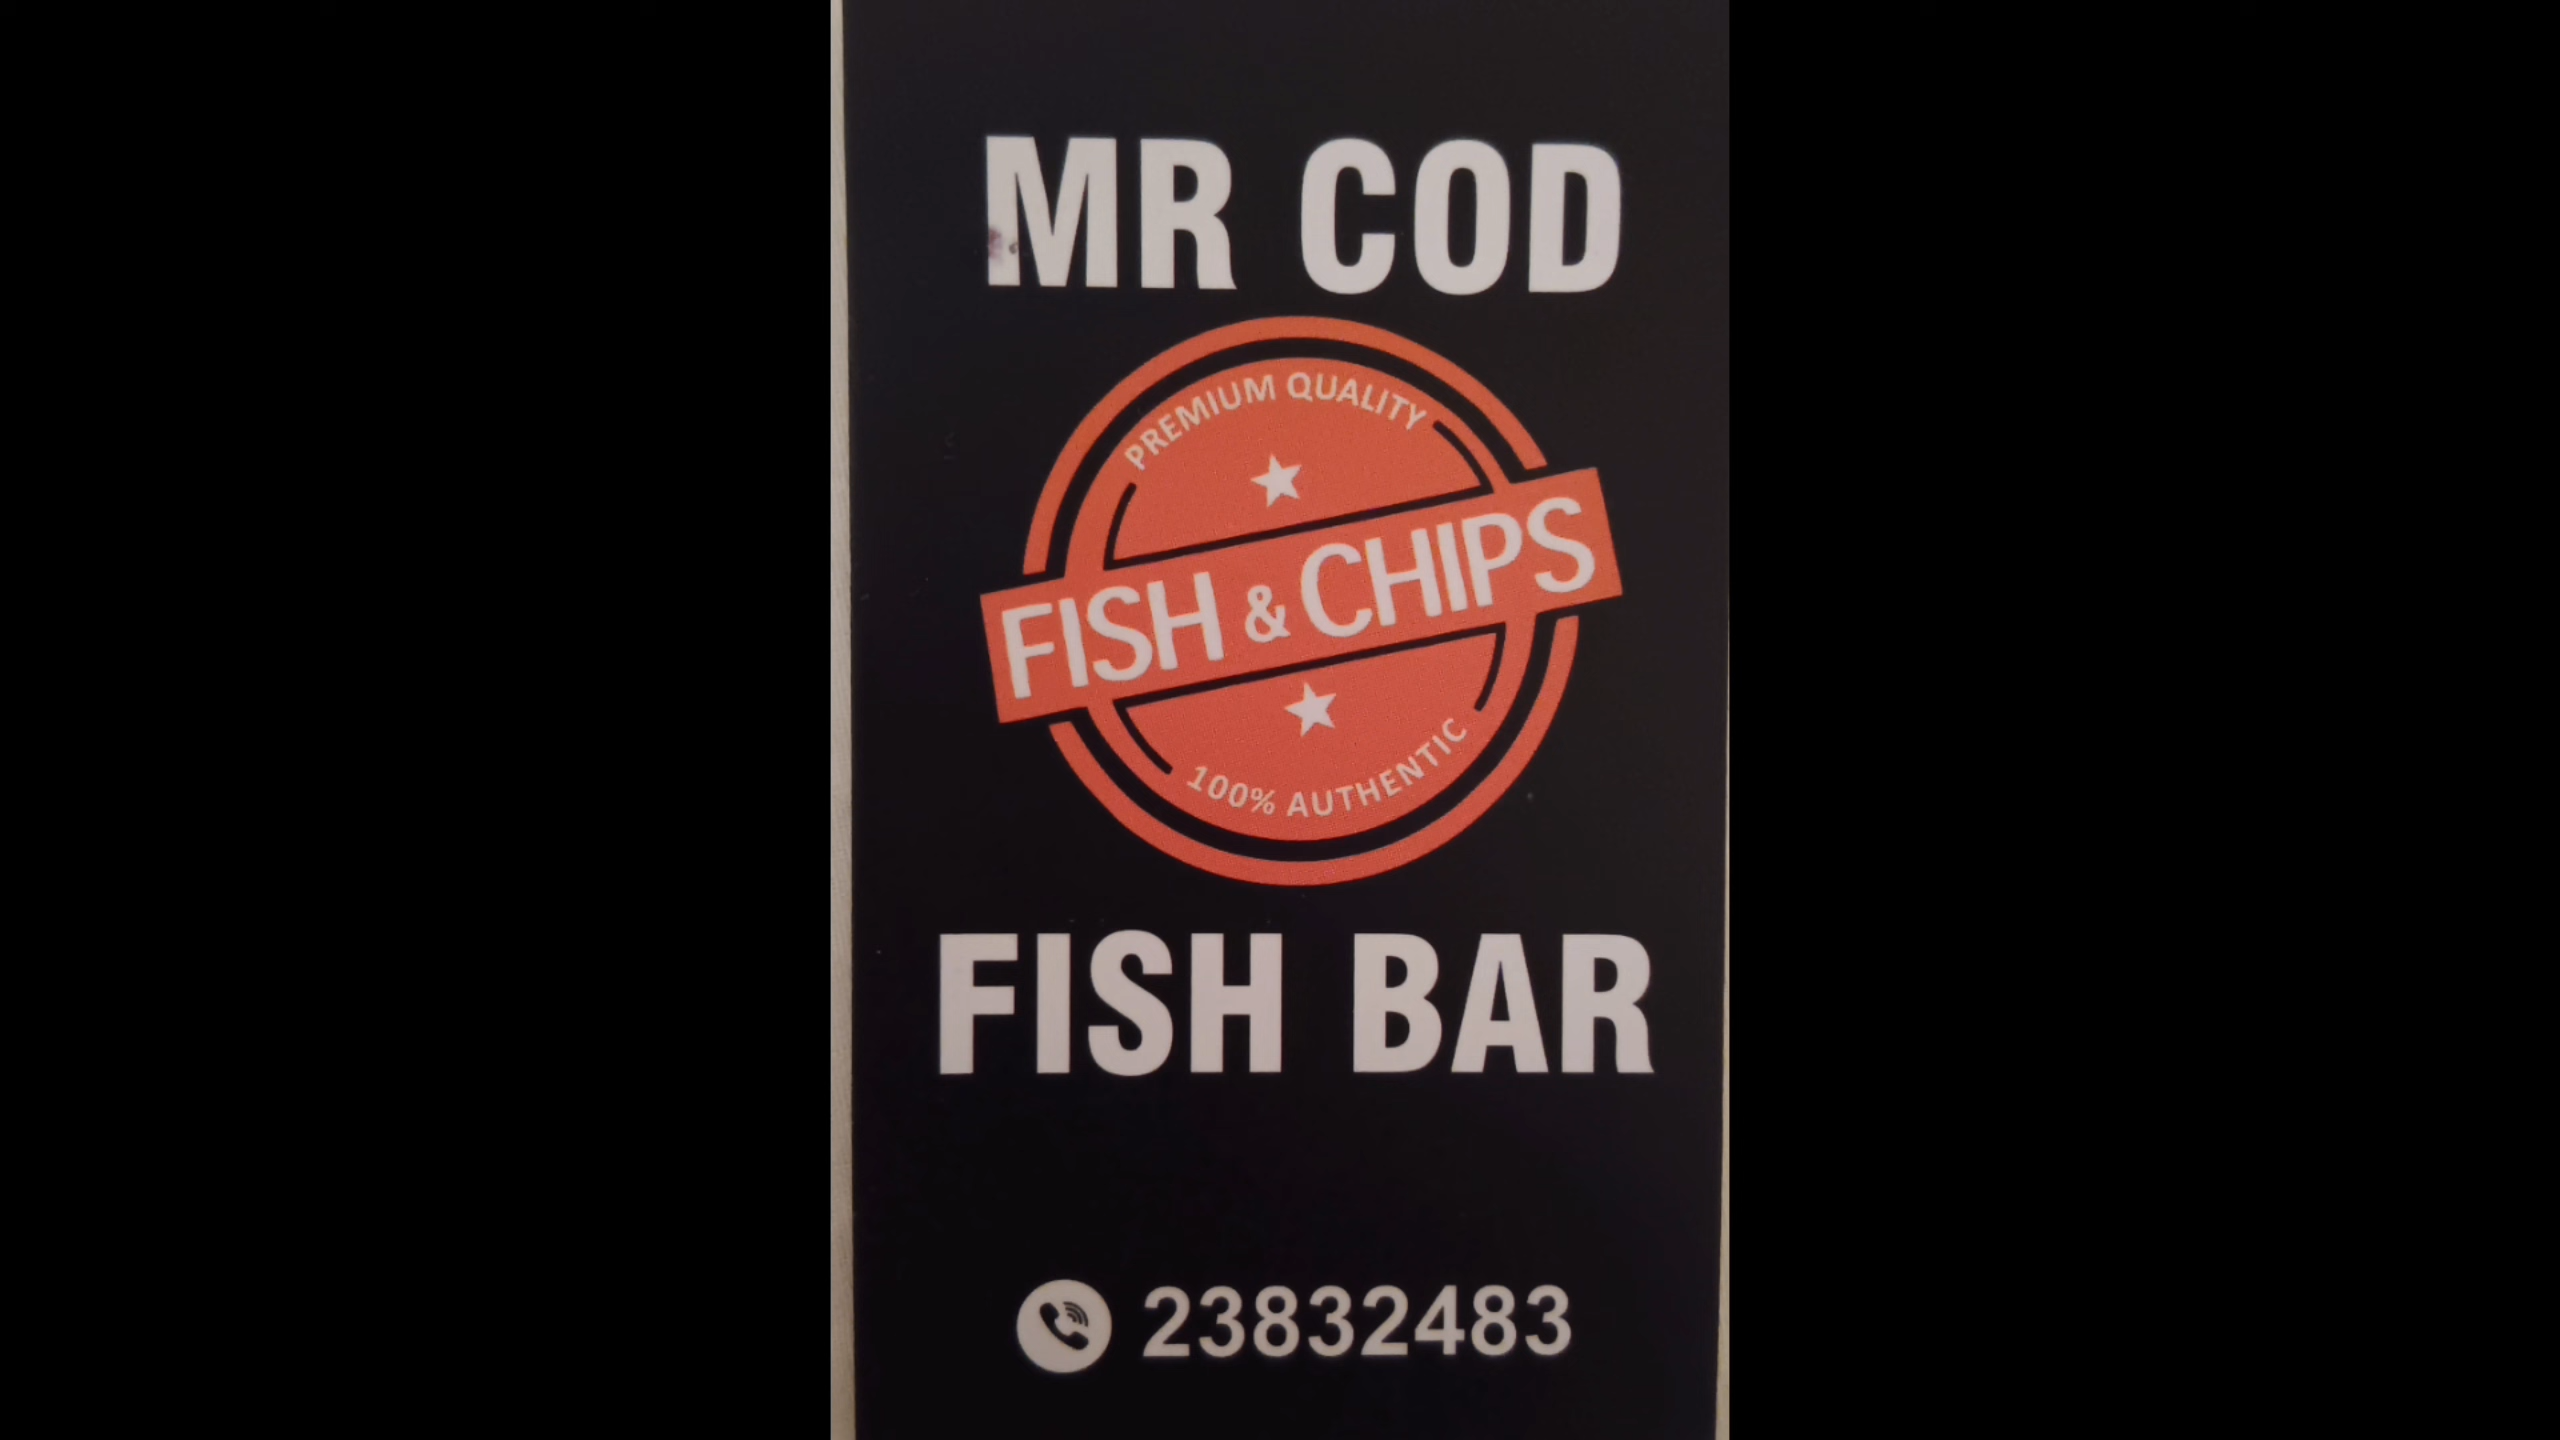 MR COD
PREMIUM QUALITY
FISH & CHIPS
100% AUTHENTIC
FISH BAR
23832483